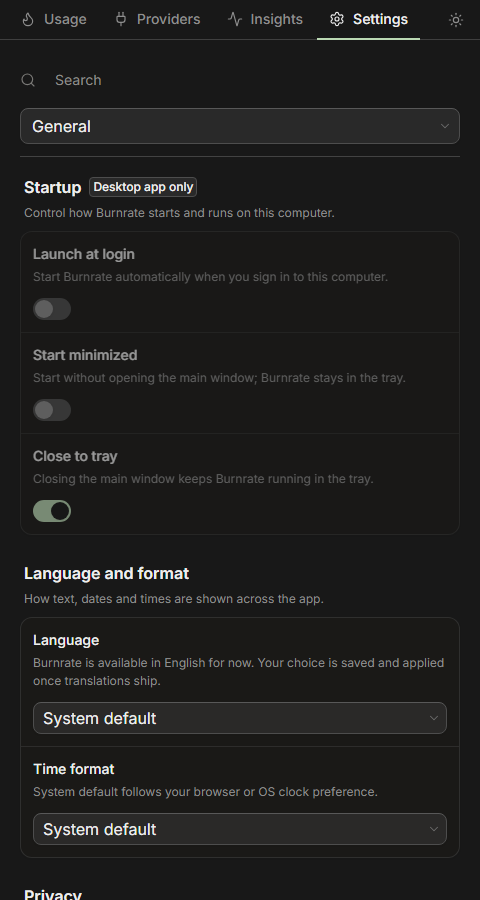 Usage Providers Insights Settings
Search
General
Startup Desktop app only
Control how Burnrate starts and runs on this computer.
Launch at login
Start Burnrate automatically when you sign in to this computer.
Start minimized
Start without opening the main window; Burnrate stays in the tray.
Close to tray
Closing the main window keeps Burnrate running in the tray.
Language and format
How text, dates and times are shown across the app.
Language
Burnrate is available in English for now. Your choice is saved and applied
once translations ship.
System default
Time format
System default follows your browser or OS clock preference.
System default
Privacy